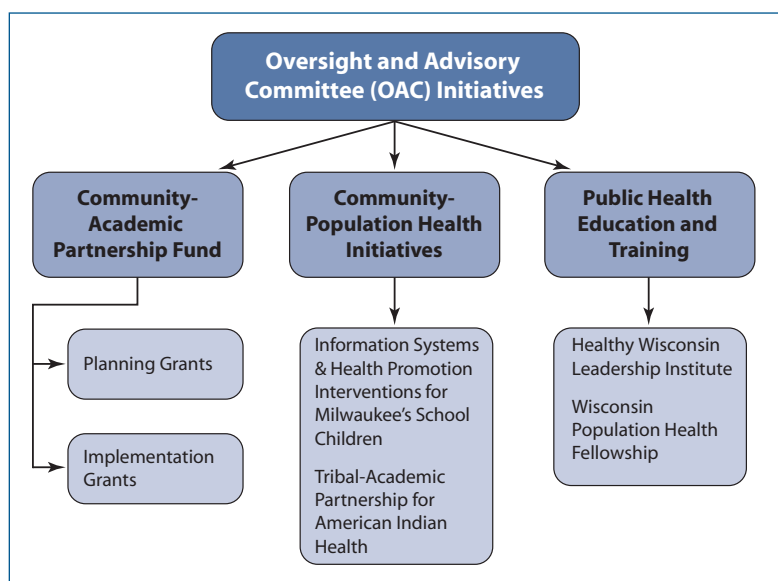 Oversight and Advisory
Committee (OAC) Initiatives
Community-
Academic
Partnership Fund
Community-
Population Health
Initiatives
Public Health
Education and
Training
Planning Grants
Implementation
Grants
Information Systems
& Health Promotion
Interventions for
Milwaukee’s School
Children
Tribal-Academic
Partnership for
American Indian
Health
Healthy Wisconsin
Leadership Institute
Wisconsin
Population Health
Fellowship